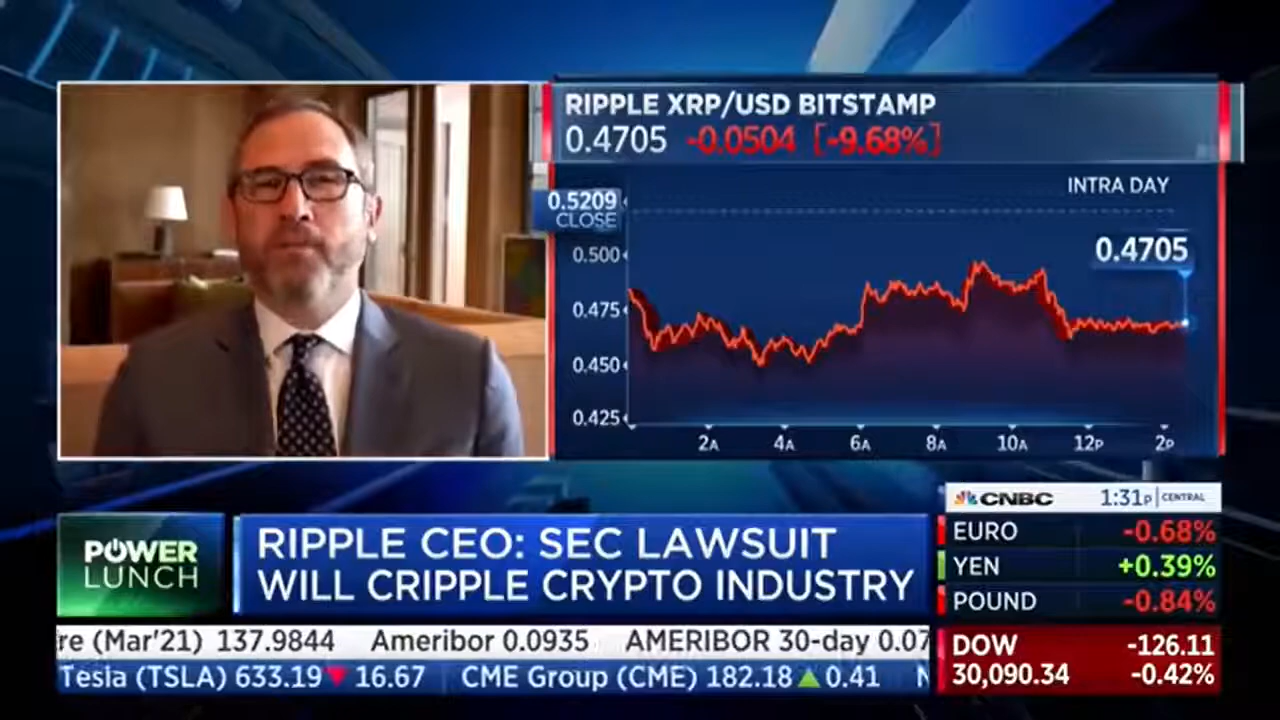 RIPPLE XRP/USD BITSTAMP
0.4705 -0.0504 [-9.68%]
INTRA DAY
0.5209
CLOSE
0.4705
0.500
0.475
0.450
0.425
2A 4A 6A 8A 10A 12P 2P
CNBC 1:31P CENTRAL
POWER
LUNCH
RIPPLE CEO: SEC LAWSUIT
WILL CRIPPLE CRYPTO INDUSTRY
EURO -0.68%
YEN +0.39%
POUND -0.84%
DOW -126.11
30,090.34 -0.42%
re (Mar'21) 137.9844 Ameribor 0.0935 AMERIBOR 30-day 0.07
Tesla (TSLA) 633.19 ▼ 16.67 CME Group (CME) 182.18 ▲ 0.41 N